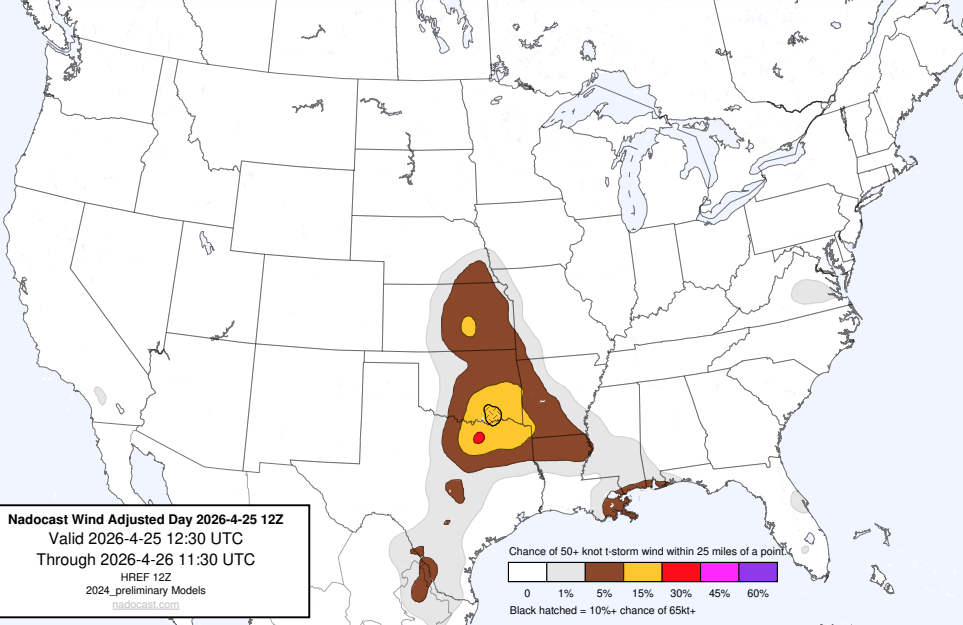 Nadocast Wind Adjusted Day 2026-4-25 12Z
Valid 2026-4-25 12:30 UTC
Through 2026-4-26 11:30 UTC
HREF 12Z
2024_preliminary Models
nadocast.com
Chance of 50+ knot t-storm wind within 25 miles of a point.
0 1% 5% 15% 30% 45% 60%
Black hatched = 10%+ chance of 65kt+